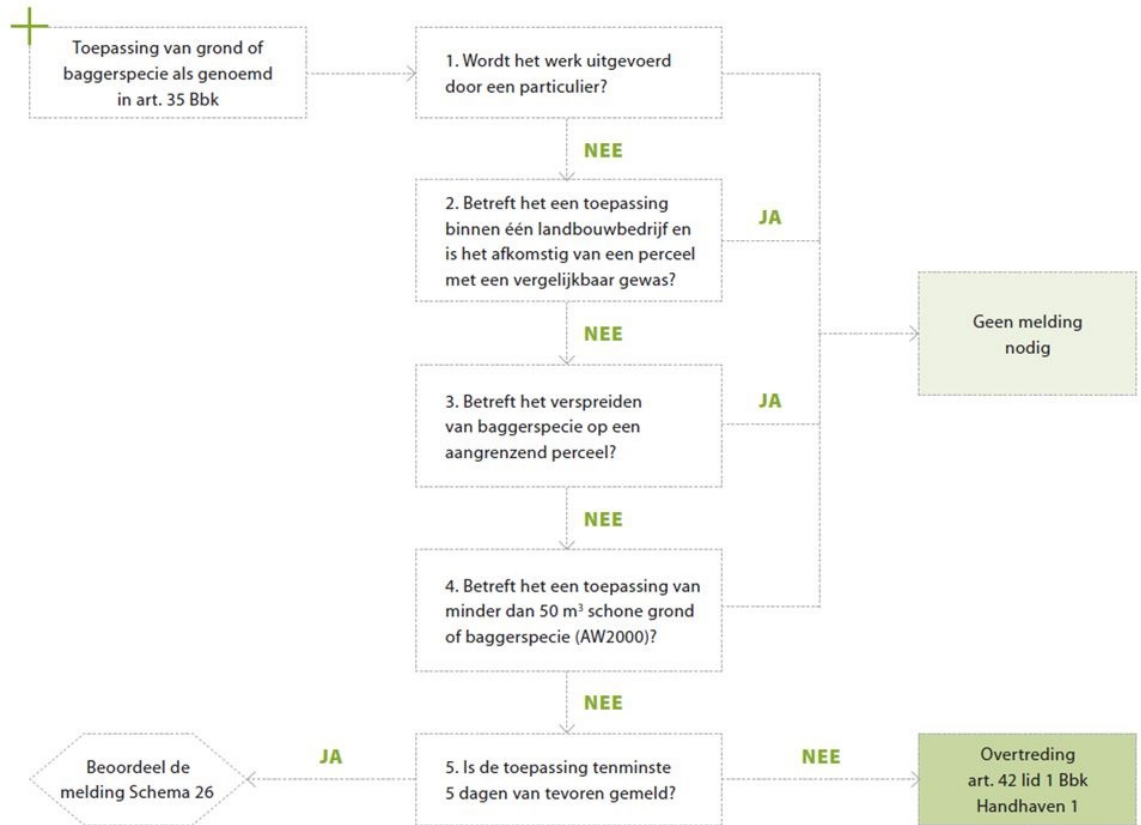 Toepassing van grond of
baggerspecie als genoemd
in art. 35 Bbk
1. Wordt het werk uitgevoerd
door een particulier?
NEE
2. Betreft het een toepassing
binnen één landbouwbedrijf en
is het afkomstig van een perceel
met een vergelijkbaar gewas?
JA
Geen melding
nodig
NEE
3. Betreft het verspreiden
van baggerspecie op een
aangrenzend perceel?
JA
NEE
4. Betreft het een toepassing van
minder dan 50 m³ schone grond
of baggerspecie (AW2000)?
NEE
5. Is de toepassing tenminste
5 dagen van tevoren gemeld?
JA
Beoordeel de
melding Schema 26
NEE
Overtreding
art. 42 lid 1 Bbk
Handhaven 1